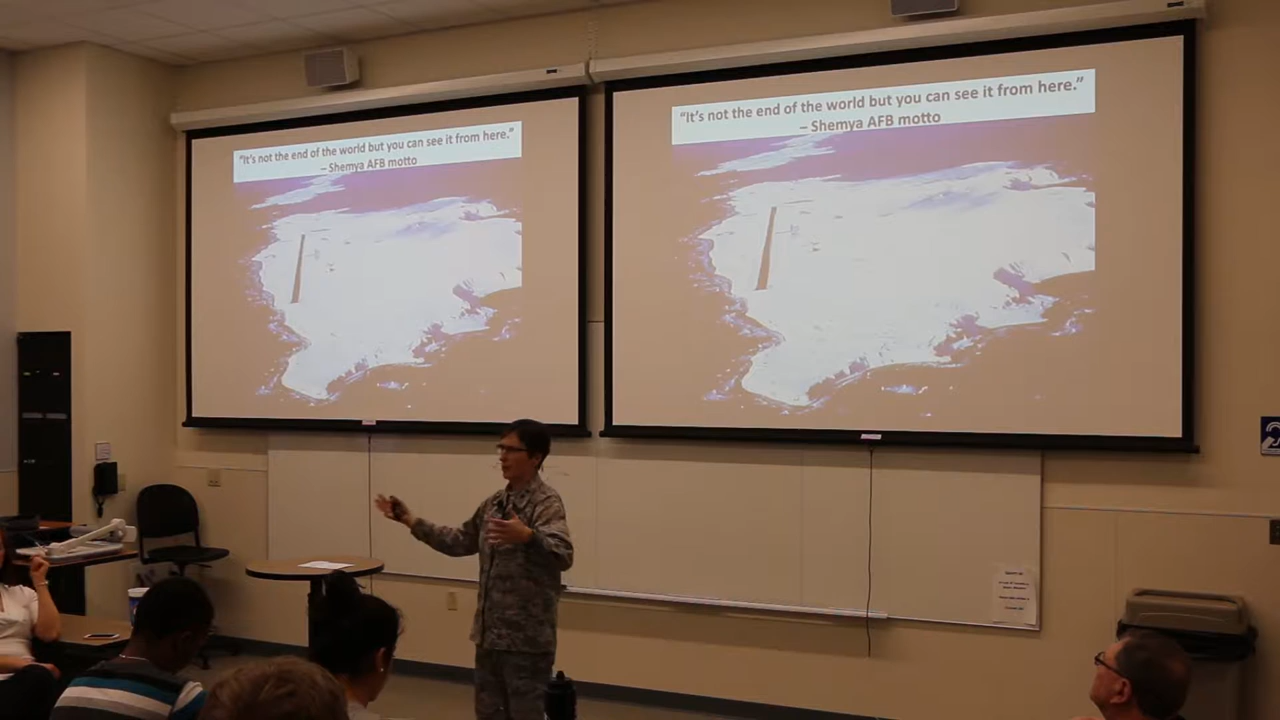 "It's not the end of the world but you can see it from here."
– Shemya AFB motto
"It's not the end of the world but you can see it from here."
– Shemya AFB motto